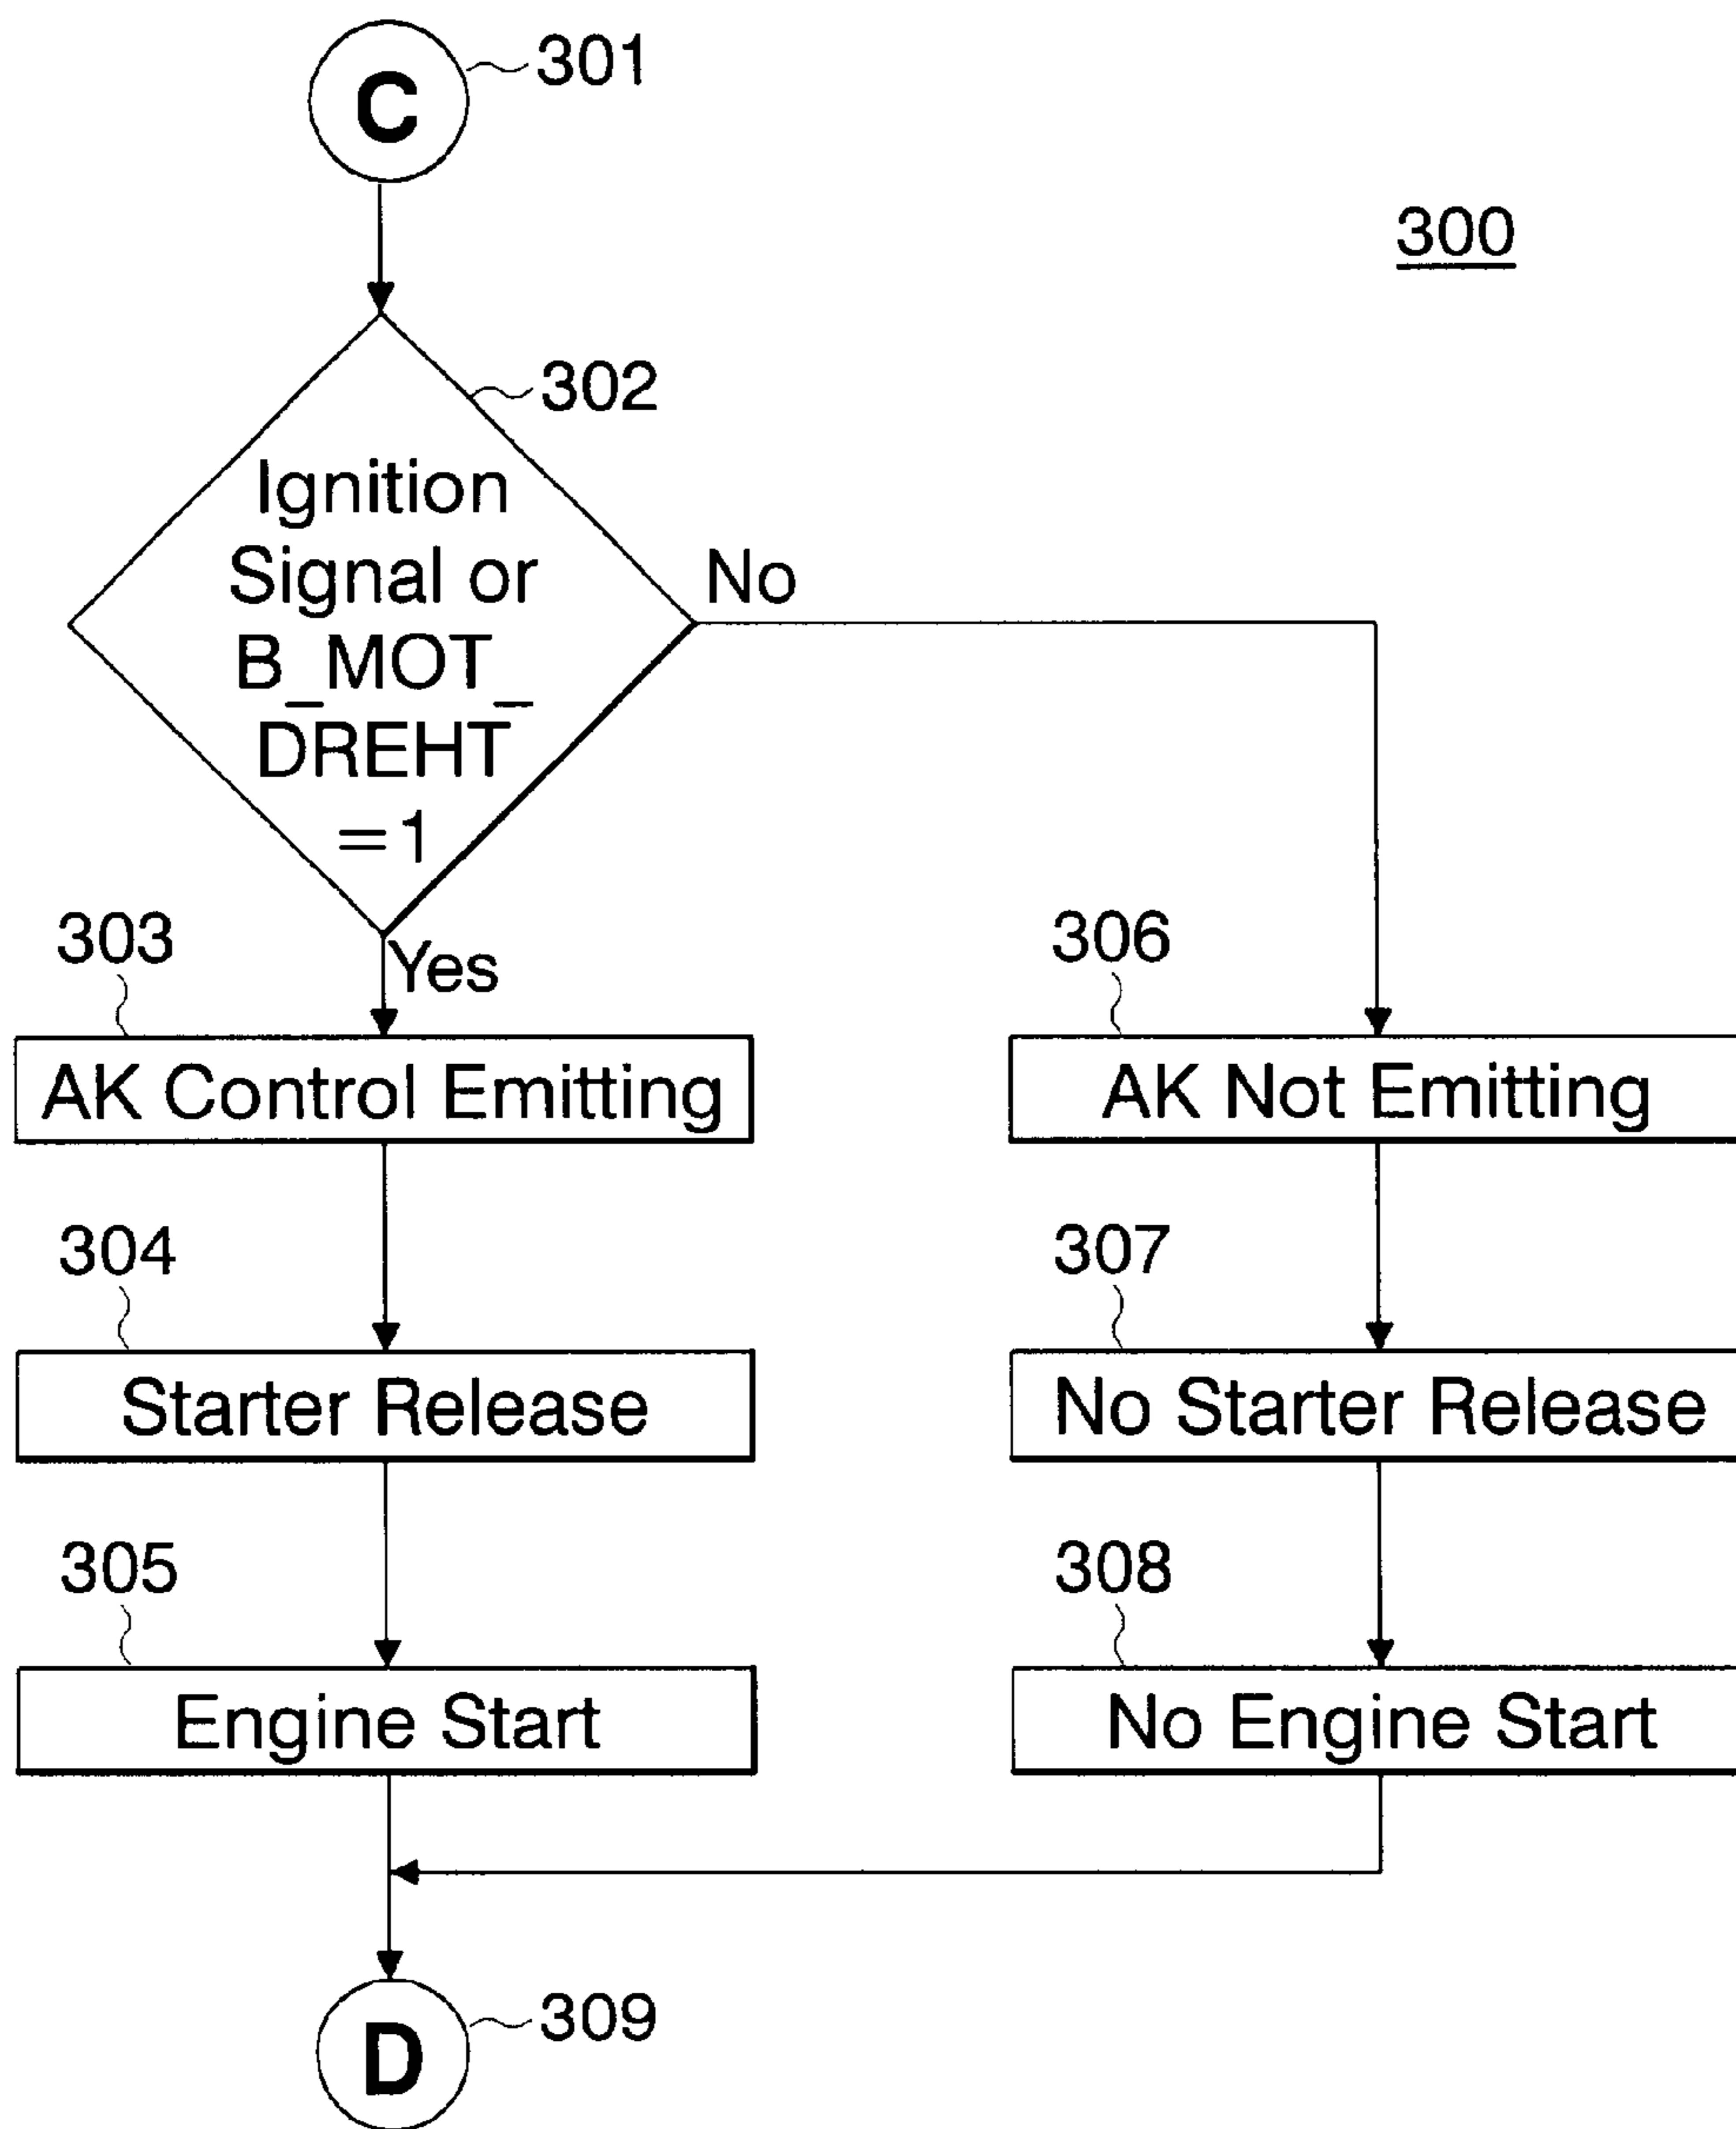 C
301
300
302
Ignition
Signal or
B_MOT_
DREHT
=1
No
Yes
303
AK Control Emitting
306
AK Not Emitting
304
Starter Release
307
No Starter Release
305
Engine Start
308
No Engine Start
D
309